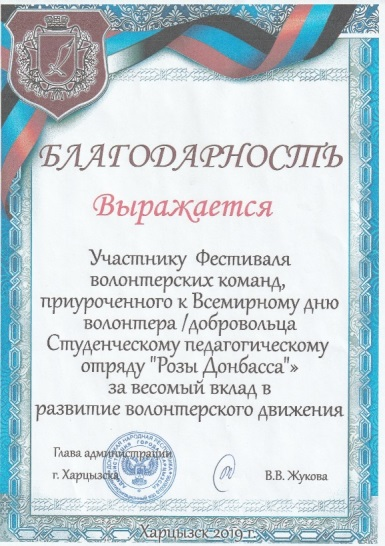 БЛАГОДАРНОСТЬ
Выражается
Участнику Фестиваля
волонтерских команд,
приуроченного к Всемирному дню
волонтера /добровольца
Студенческому педагогическому
отряду "Розы Донбасса"»
за весомый вклад в
развитие волонтерского движения
Глава администрации
г. Харцызска В.В. Жукова
Харцызск 2019 г.